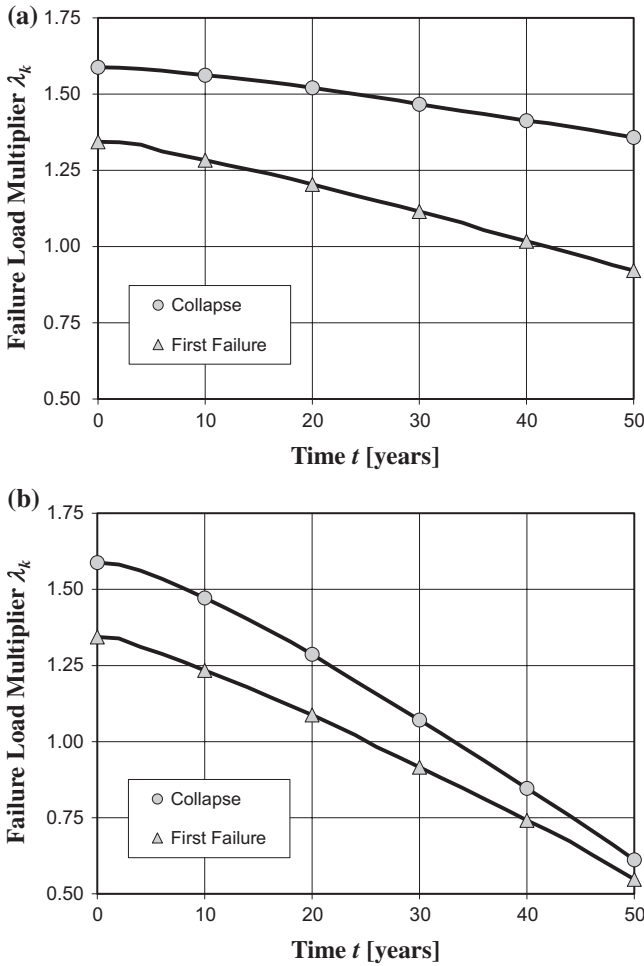 (a)
1.75
1.50
1.25
1.00
0.75
0.50
Failure Load Multiplier λk
Collapse
First Failure
0 10 20 30 40 50
Time t [years]
(b)
1.75
1.50
1.25
1.00
0.75
0.50
Failure Load Multiplier λk
Collapse
First Failure
0 10 20 30 40 50
Time t [years]